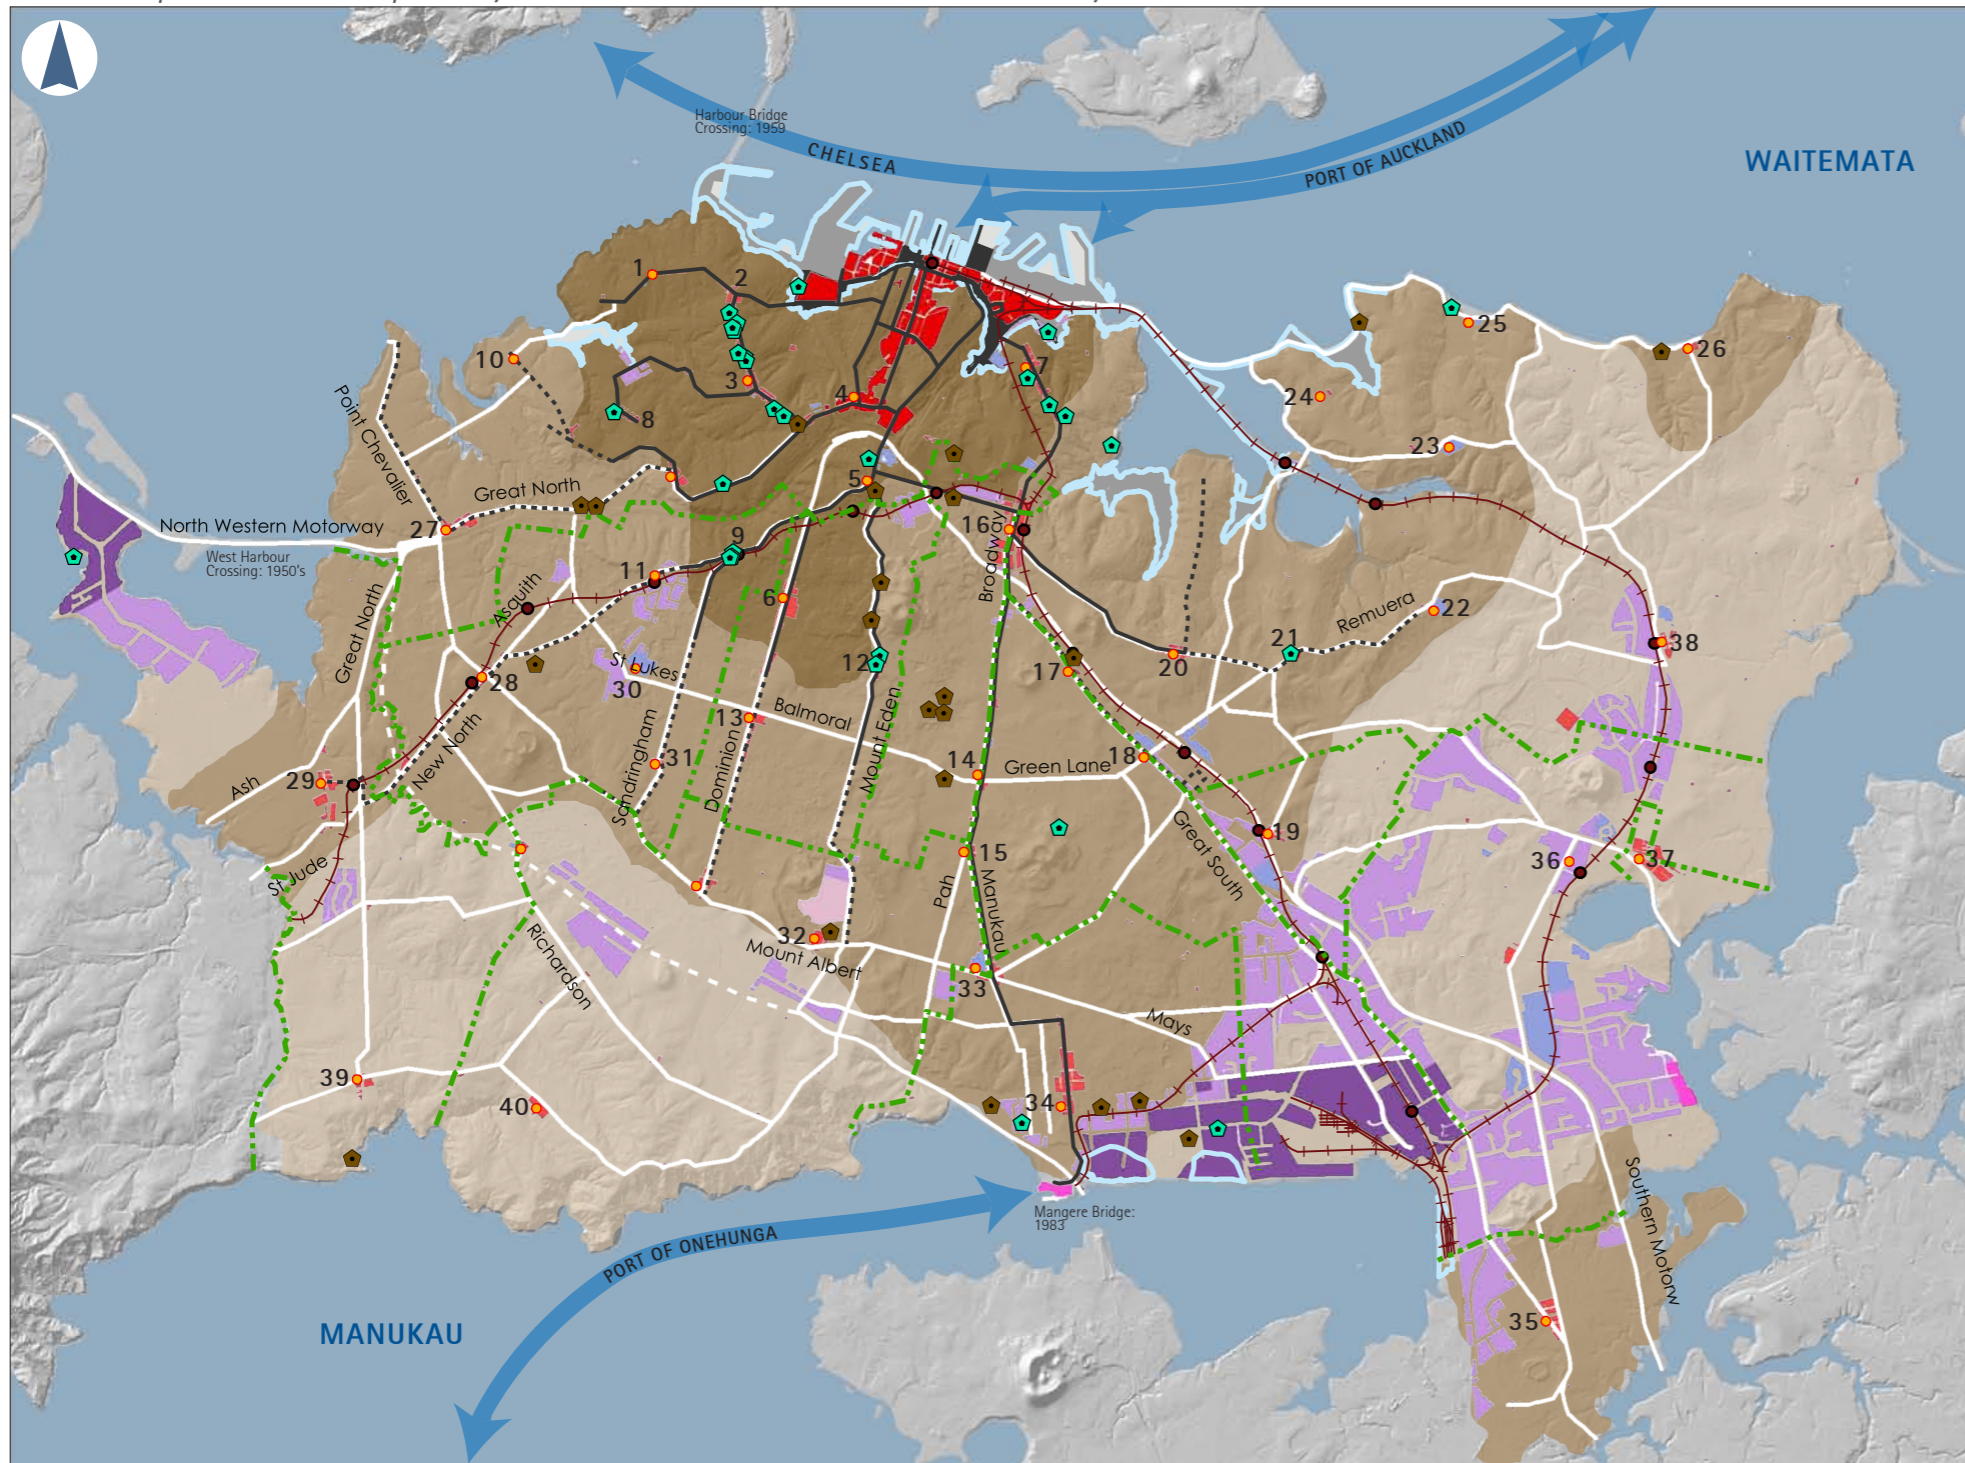 Harbour Bridge
Crossing: 1959
CHELSEA
PORT OF AUCKLAND
WAITEMATA
1
2
3
4
5
6
7
8
9
10
11
12
13
14
15
16
17
18
19
20
21
22
23
24
25
26
27
28
29
30
31
32
33
34
35
36
37
38
39
40
Point Chevalier
Great North
North Western Motorway
West Harbour
Crossing: 1950's
Great North
Asquith
St Lukes
Broadway
Remuera
Balmoral
Sandringham
Dominion
Mount Eden
Green Lane
New North
Ash
St Jude
Great South
Pah
Manukau
Mount Albert
Richardson
Mays
Southern Motorw
Mangere Bridge:
1983
PORT OF ONEHUNGA
MANUKAU